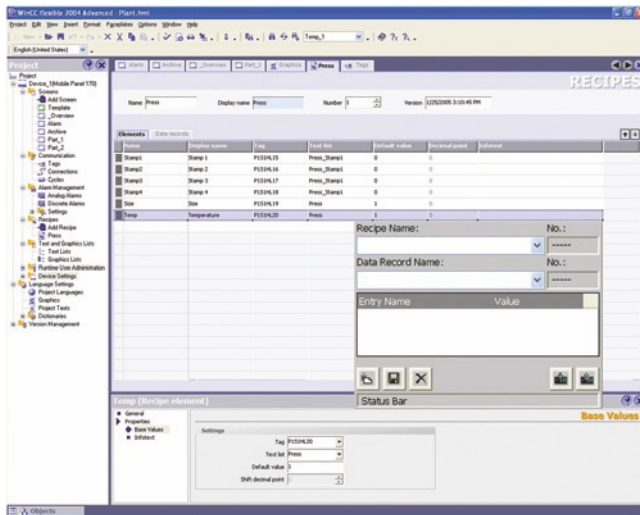 WinCC flexible 2004 Advanced - Plant.hmi
Project Edit View Insert Format Faceplates Options Window Help
New Temp_1
English (United States)
Project
Alarm Archive _Overview Part_1 Graphics Press Tags
RECIPES
Project
Device_1(Mobile Panel 170)
Screens
Add Screen
Template
_Overview
Alarm
Archive
Part_1
Part_2
Communication
Tags
Connections
Cycles
Alarm Management
Analog Alarms
Discrete Alarms
Settings
Recipes
Add Recipe
Press
Text and Graphics Lists
Text Lists
Graphics Lists
Runtime User Administration
Device Settings
Language Settings
Project Languages
Graphics
Project Texts
Dictionaries
Version Management
Name Press Display name Press Number 1 Version 1/25/2005 3:10:45 PM
Elements Data records
Name Display name Tag Text list Default value Decimal point Infotext
Stamp1 Stamp 1 P151HL15 Press_Stamp1 0 0
Stamp2 Stamp 2 P151HL16 Press_Stamp1 0 0
Stamp3 Stamp 3 P151HL17 Press_Stamp1 0 0
Stamp4 Stamp 4 P151HL18 Press_Stamp1 0 0
Size Size P151HL19 Press 1 0
Temp Temperature P151HL20 Press 1 0
Recipe Name: No.:
-----
Data Record Name: No.:
-----
Entry Name Value
Status Bar
Temp (Recipe element)
Base Values
General
Properties
Base Values
Infotext
Settings
Tag P151HL20
Text list Press
Default value 1
Shift decimal point
Objects